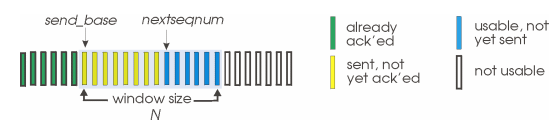 send_base
nextseqnum
window size
N
already
ack'ed
sent, not
yet ack'ed
usable, not
yet sent
not usable